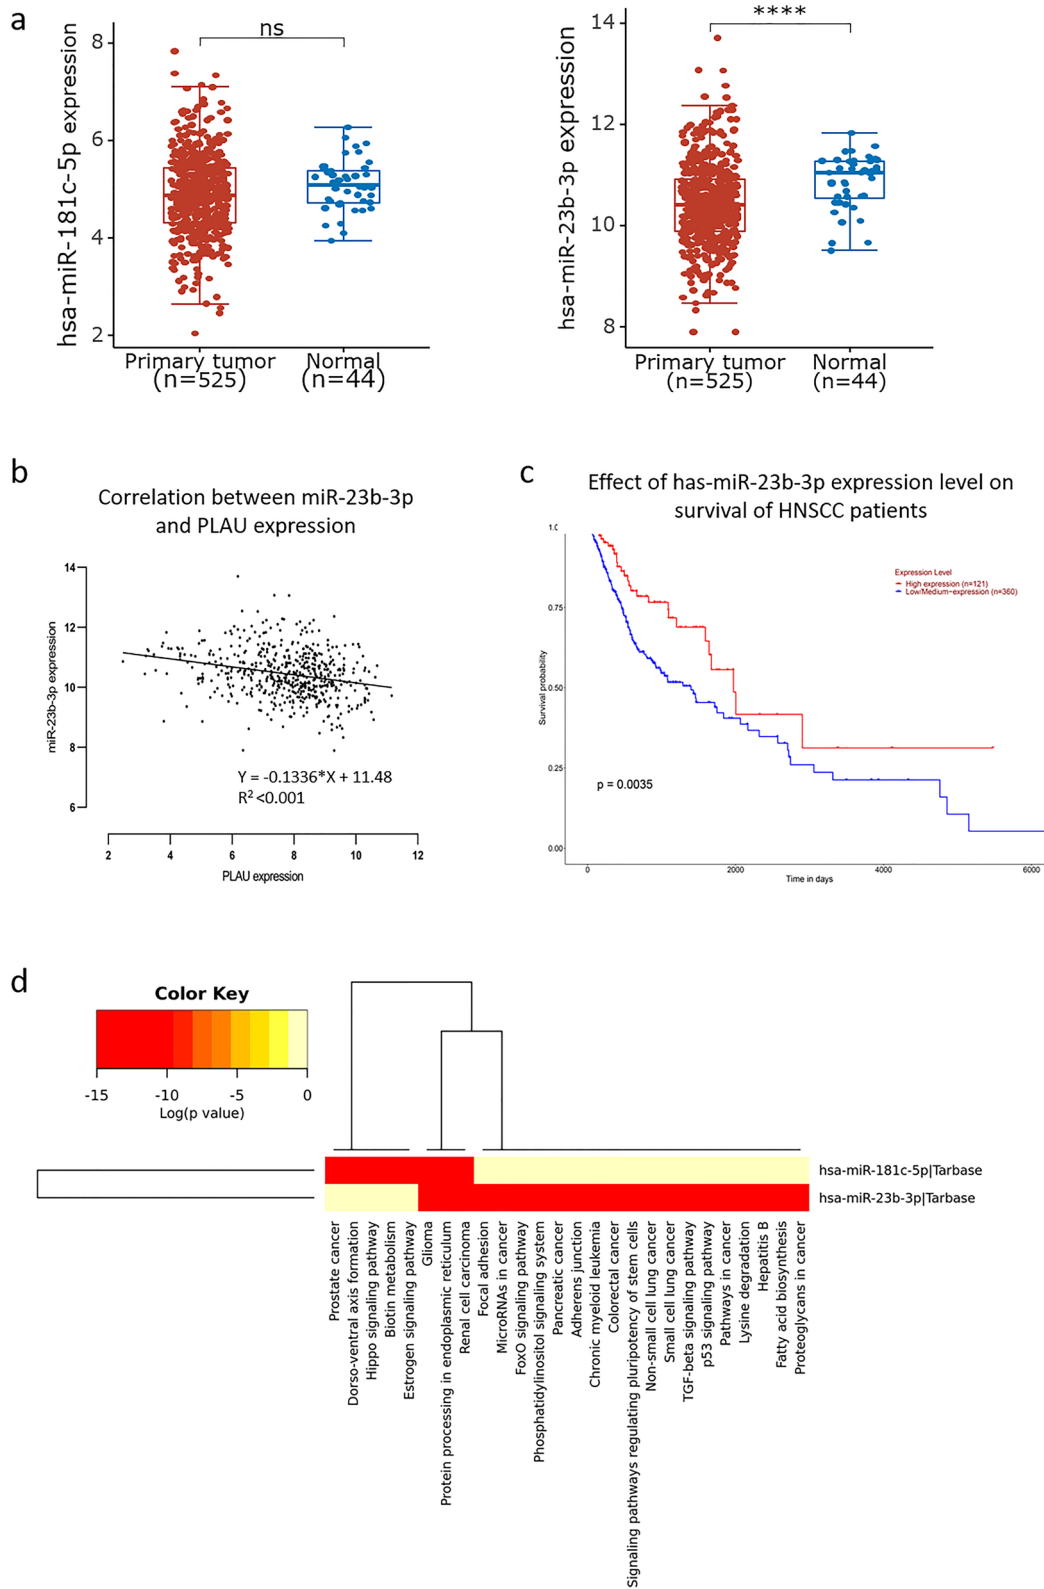 a
hsa-miR-181c-5p expression
8
6
4
2
ns
Primary tumor
(n=525)
Normal
(n=44)
hsa-miR-23b-3p expression
14
12
10
8
****
Primary tumor
(n=525)
Normal
(n=44)
b
Correlation between miR-23b-3p
and PLAU expression
miR-23b-3p expression
14
12
10
8
6
Y = -0.1336*X + 11.48
R2 <0.001
2 4 6 8 10 12
PLAU expression
c
Effect of has-miR-23b-3p expression level on
survival of HNSCC patients
Survival probability
0.75
0.50
0.25
0.00
Expression Level
High expression (n=121)
Low/Medium-expression (n=360)
p = 0.0035
0 2000 4000 6000
Time in days
d
Color Key
-15 -10 -5 0
Log(p value)
hsa-miR-181c-5p|Tarbase
hsa-miR-23b-3p|Tarbase
Prostate cancer
Dorso-ventral axis formation
Hippo signaling pathway
Biotin metabolism
Estrogen signaling pathway
Glioma
Protein processing in endoplasmic reticulum
Renal cell carcinoma
Focal adhesion
MicroRNAs in cancer
FoxO signaling pathway
Phosphatidylinositol signaling system
Pancreatic cancer
Adherens junction
Chronic myeloid leukemia
Colorectal cancer
Signaling pathways regulating pluripotency of stem cells
Non-small cell lung cancer
Small cell lung cancer
TGF-beta signaling pathway
p53 signaling pathway
Pathways in cancer
Lysine degradation
Hepatitis B
Fatty acid biosynthesis
Proteoglycans in cancer